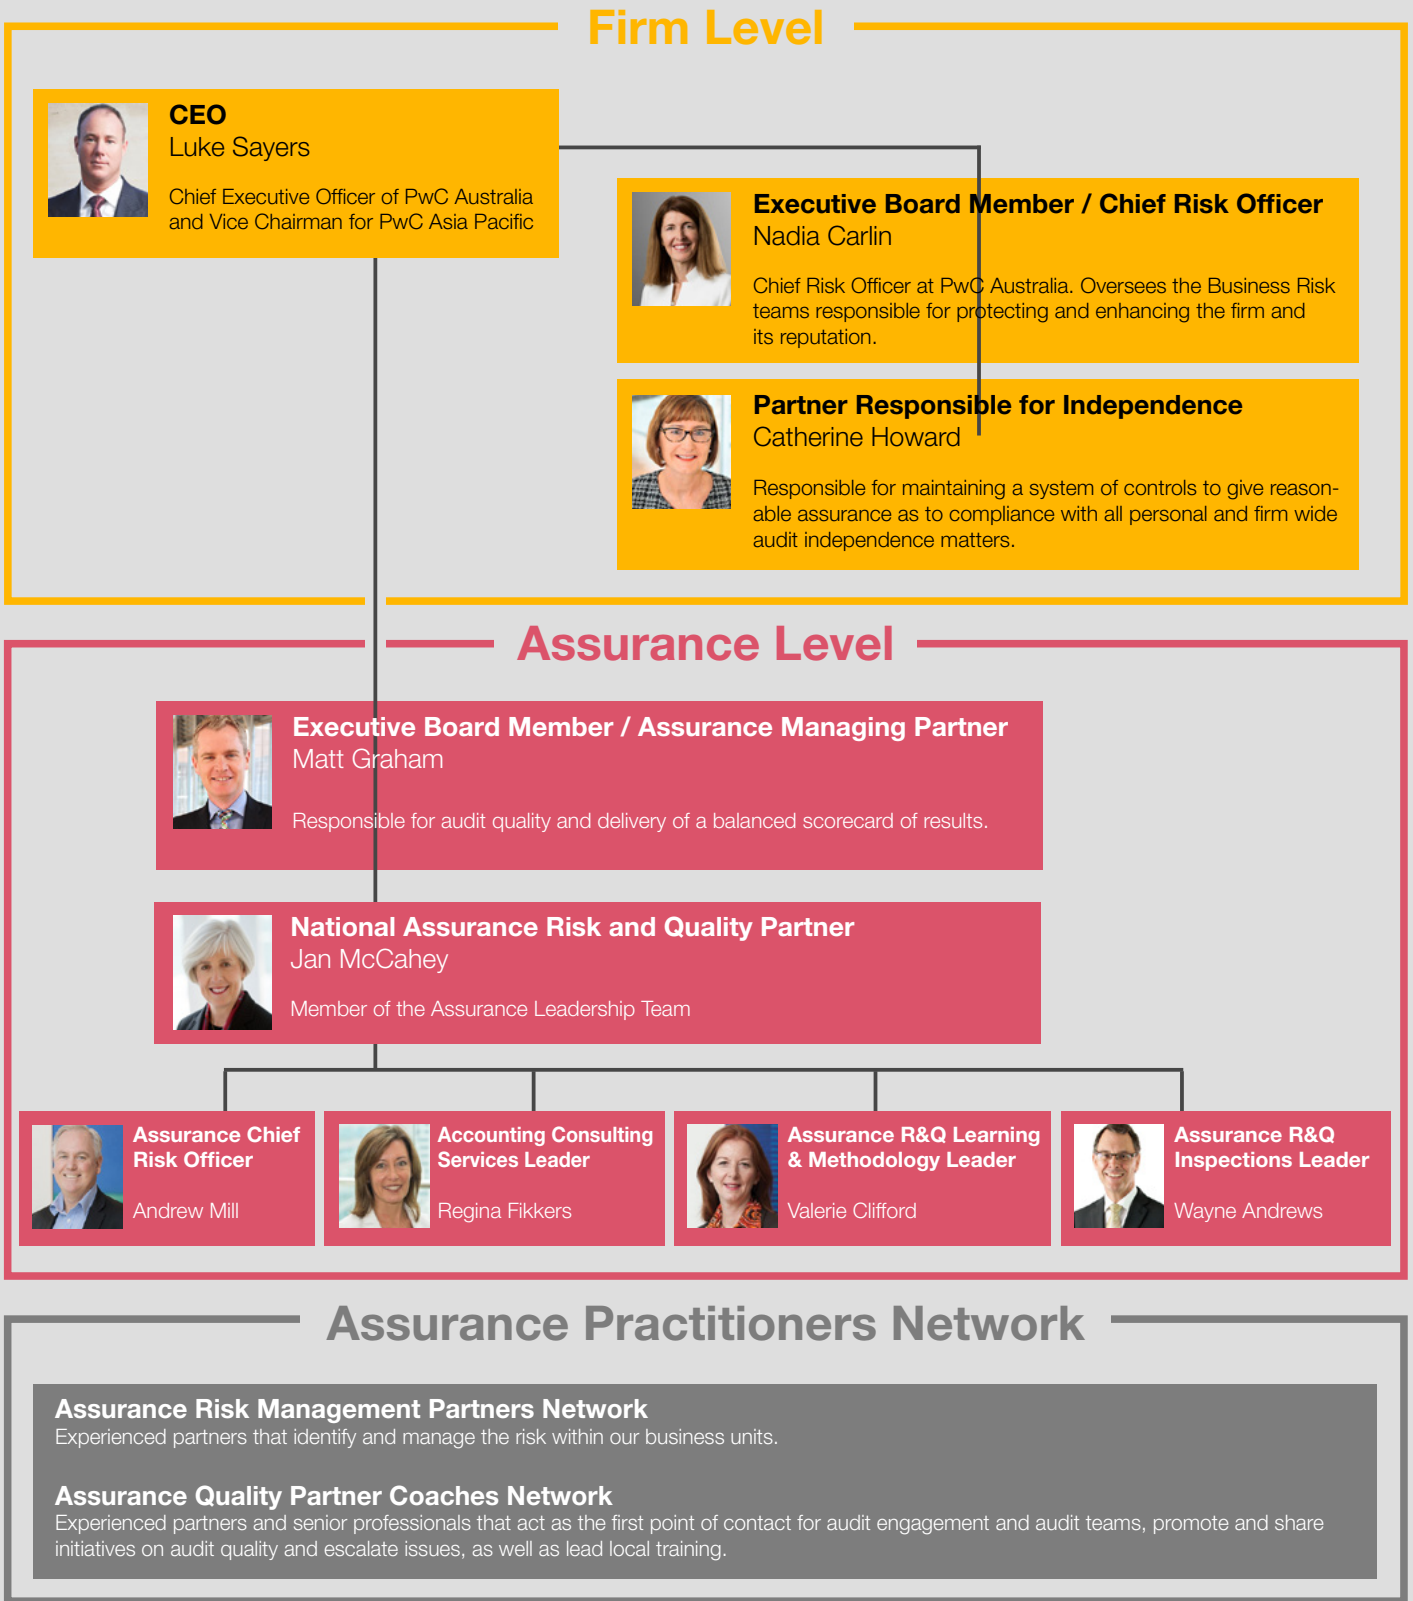 Firm Level
CEO
Luke Sayers
Chief Executive Officer of PwC Australia
and Vice Chairman for PwC Asia Pacific
Executive Board Member / Chief Risk Officer
Nadia Carlin
Chief Risk Officer at PwC Australia. Oversees the Business Risk
teams responsible for protecting and enhancing the firm and
its reputation.
Partner Responsible for Independence
Catherine Howard
Responsible for maintaining a system of controls to give reason-
able assurance as to compliance with all personal and firm wide
audit independence matters.
Assurance Level
Executive Board Member / Assurance Managing Partner
Matt Graham
Responsible for audit quality and delivery of a balanced scorecard of results.
National Assurance Risk and Quality Partner
Jan McCahey
Member of the Assurance Leadership Team
Assurance Chief
Risk Officer
Andrew Mill
Accounting Consulting
Services Leader
Regina Fikkers
Assurance R&Q Learning
& Methodology Leader
Valerie Clifford
Assurance R&Q
Inspections Leader
Wayne Andrews
Assurance Practitioners Network
Assurance Risk Management Partners Network
Experienced partners that identify and manage the risk within our business units.
Assurance Quality Partner Coaches Network
Experienced partners and senior professionals that act as the first point of contact for audit engagement and audit teams, promote and share
initiatives on audit quality and escalate issues, as well as lead local training.